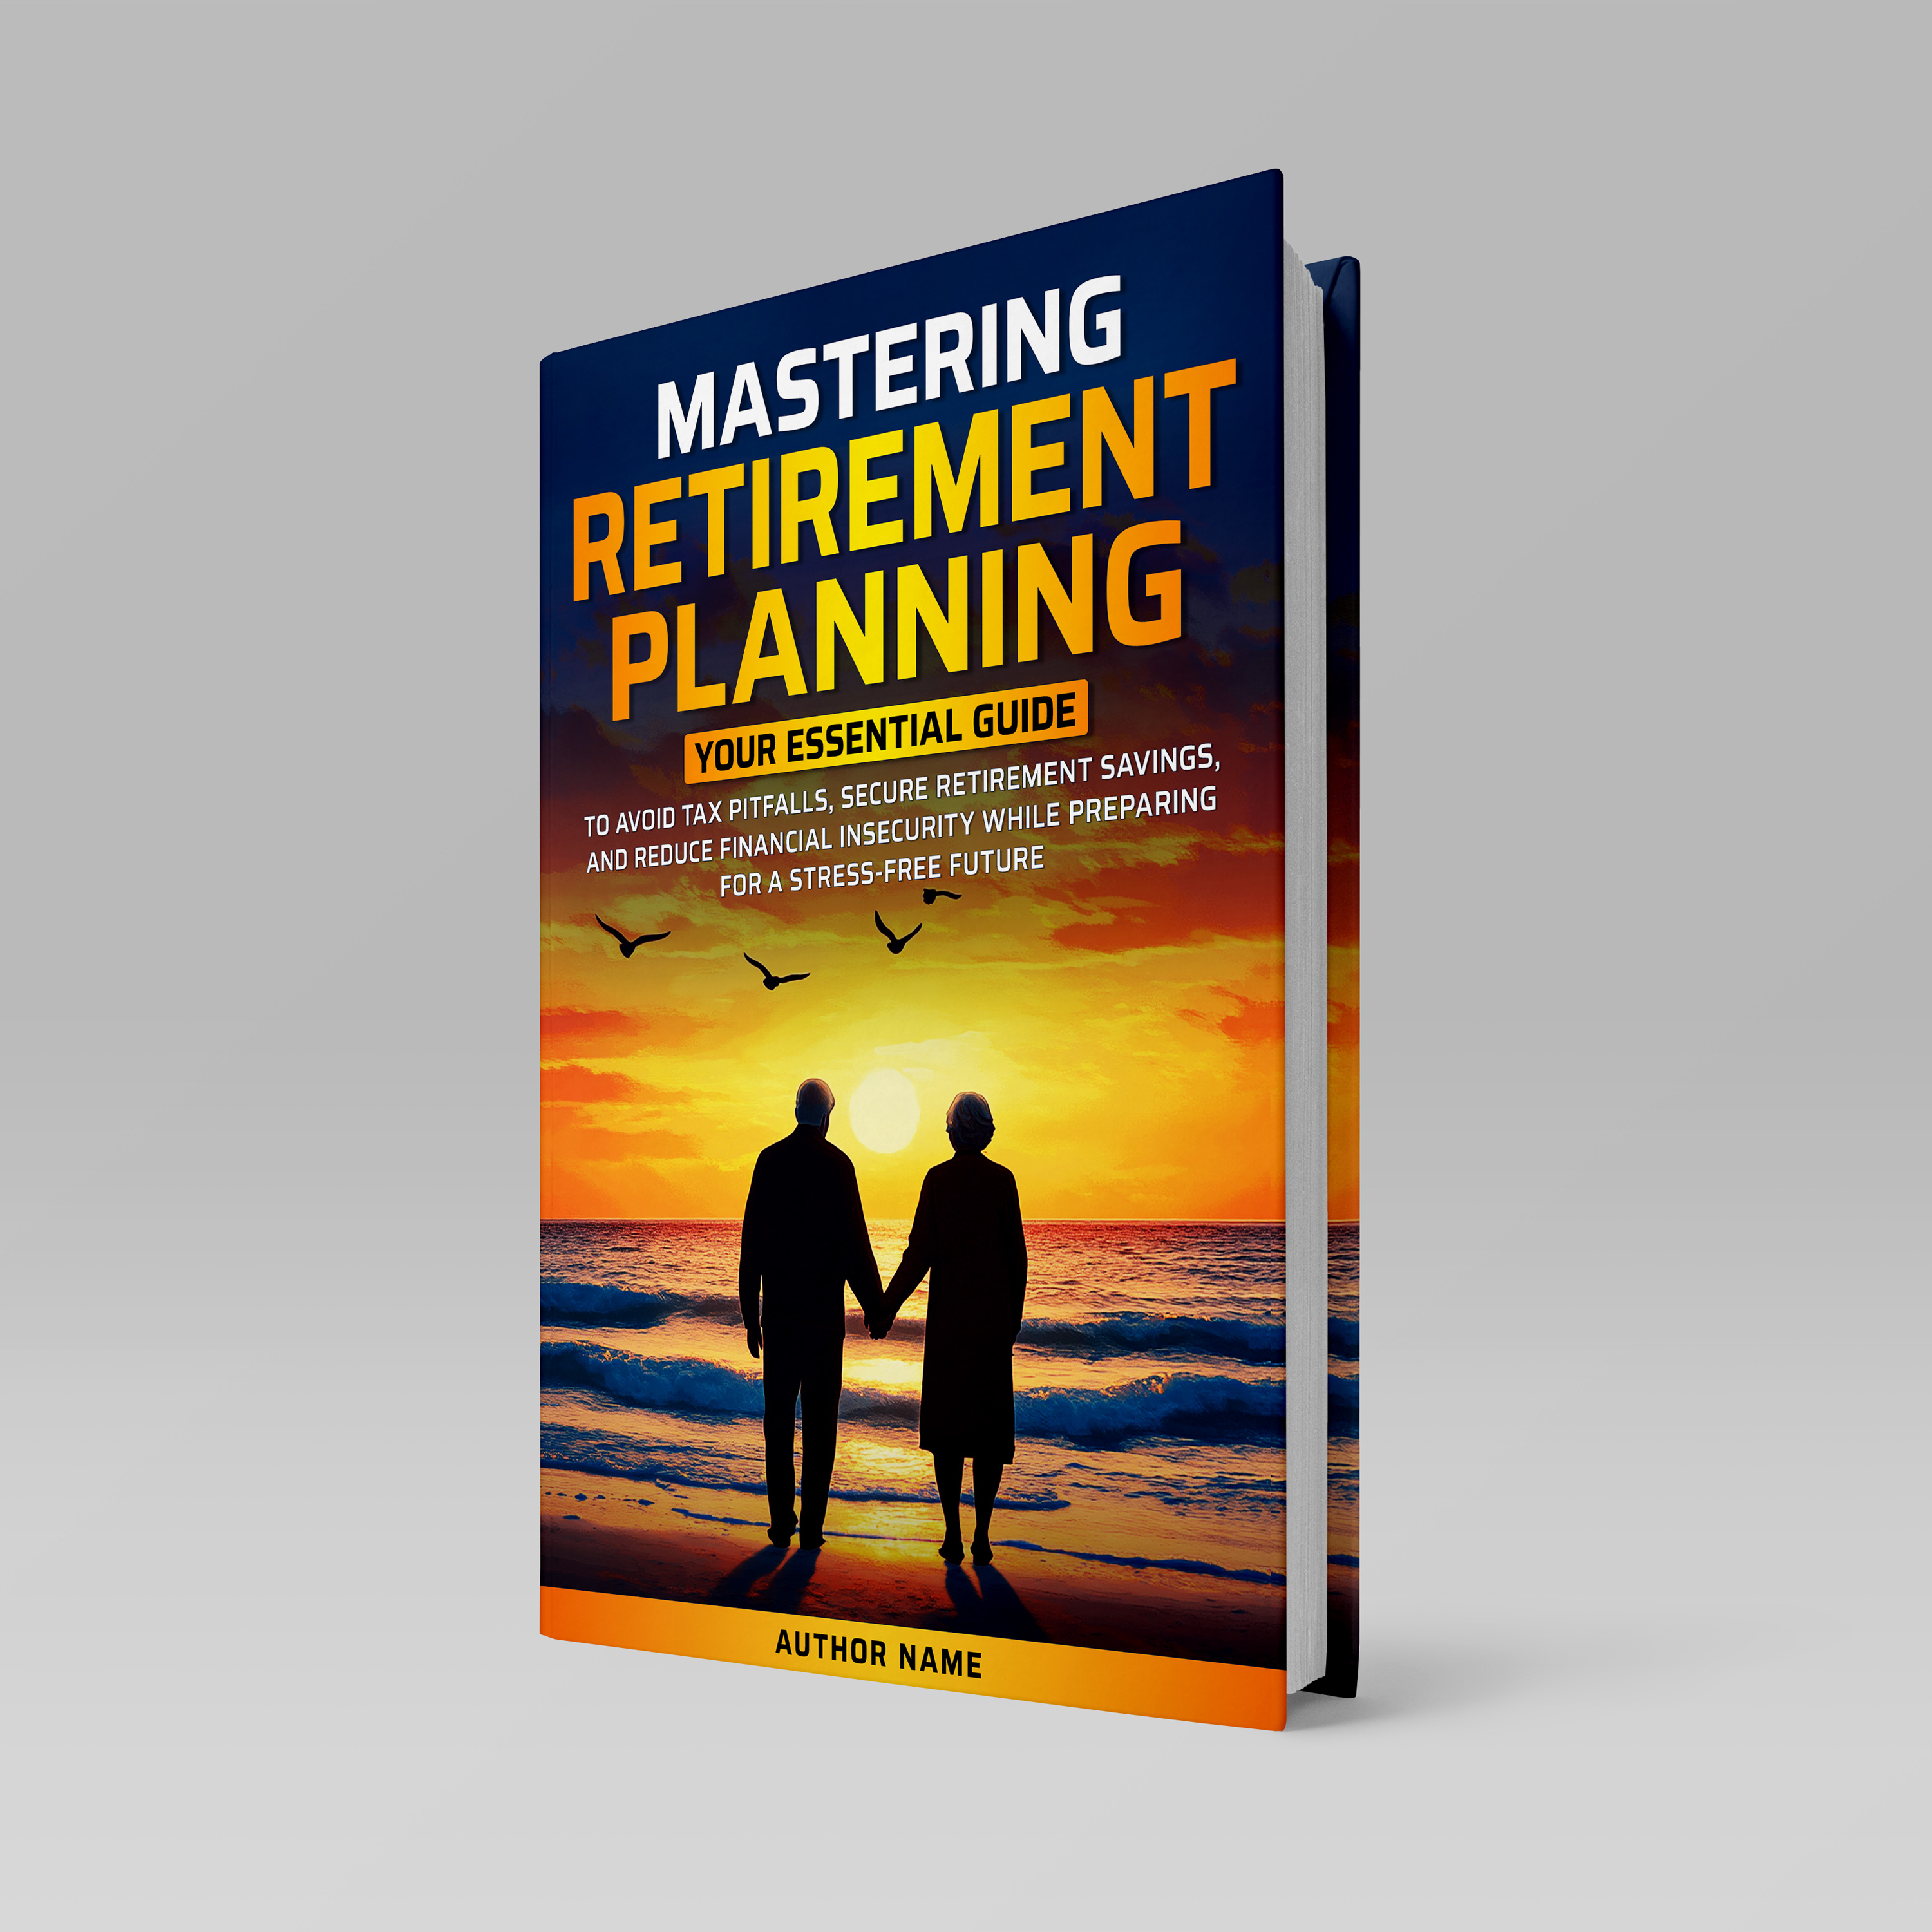 MASTERING
RETIREMENT
PLANNING
YOUR ESSENTIAL GUIDE
TO AVOID TAX PITFALLS, SECURE RETIREMENT SAVINGS,
AND REDUCE FINANCIAL INSECURITY WHILE PREPARING
FOR A STRESS-FREE FUTURE
AUTHOR NAME